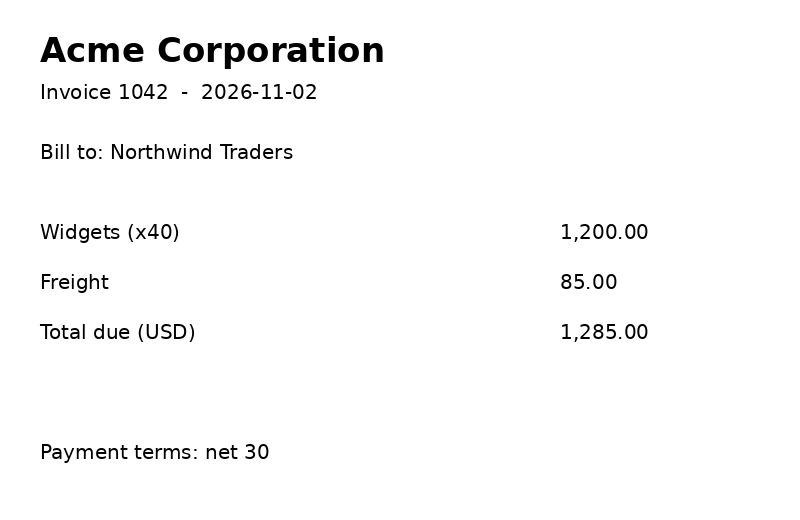 Acme Corporation
Invoice 1042 - 2026-11-02
Bill to: Northwind Traders
Widgets (x40) 1,200.00
Freight 85.00
Total due (USD) 1,285.00
Payment terms: net 30